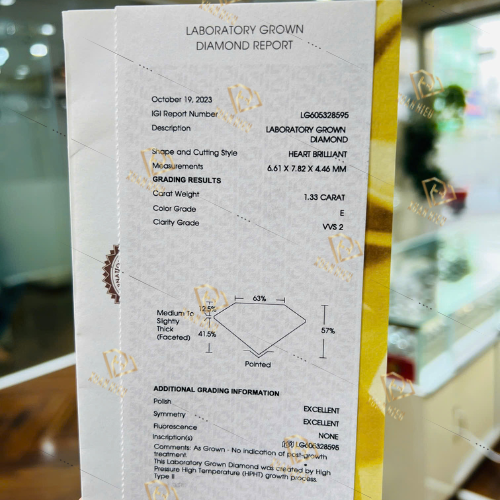 LABORATORY GROWN
DIAMOND REPORT
October 19, 2023
IGI Report Number LG605328595
Description LABORATORY GROWN
DIAMOND
Shape and Cutting Style HEART BRILLIANT
Measurements 6.61 X 7.82 X 4.46 MM
GRADING RESULTS
Carat Weight 1.33 CARAT
Color Grade E
Clarity Grade VVS 2
63%
12.5%
Medium To
Slightly
Thick
(Faceted)
41.5%
57%
Pointed
ADDITIONAL GRADING INFORMATION
Polish EXCELLENT
Symmetry EXCELLENT
Fluorescence NONE
Inscription(s) LG605328595
Comments: As Grown - No indication of post-growth
treatment.
This Laboratory Grown Diamond was created by High
Pressure High Temperature (HPHT) growth process.
Type II